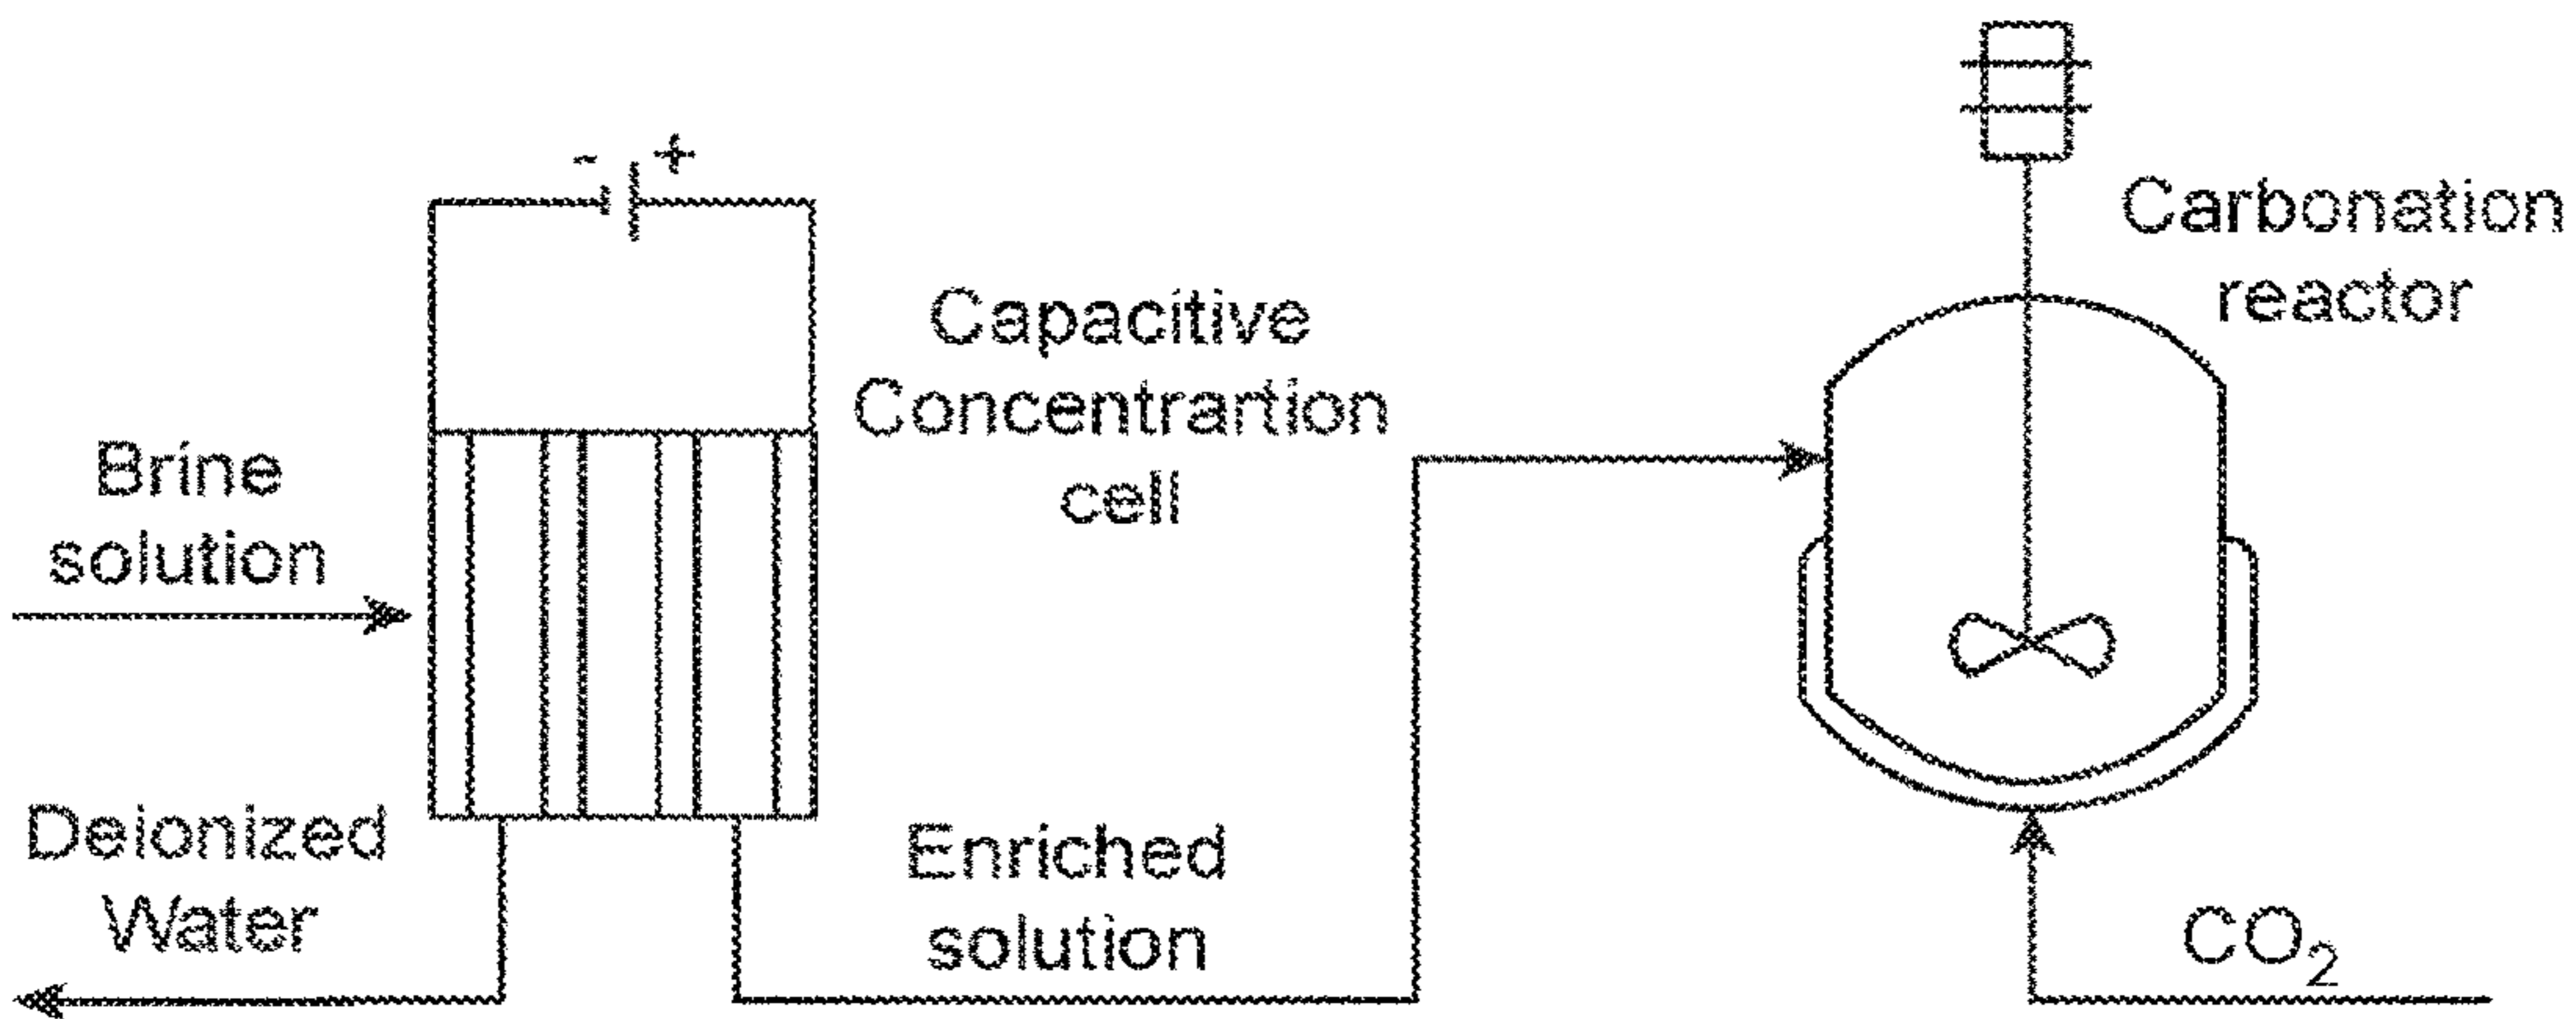 - +
Carbonation
reactor
Capacitive
Concentrartion
cell
Brine
solution
Deionized
Water
Enriched
solution
CO₂